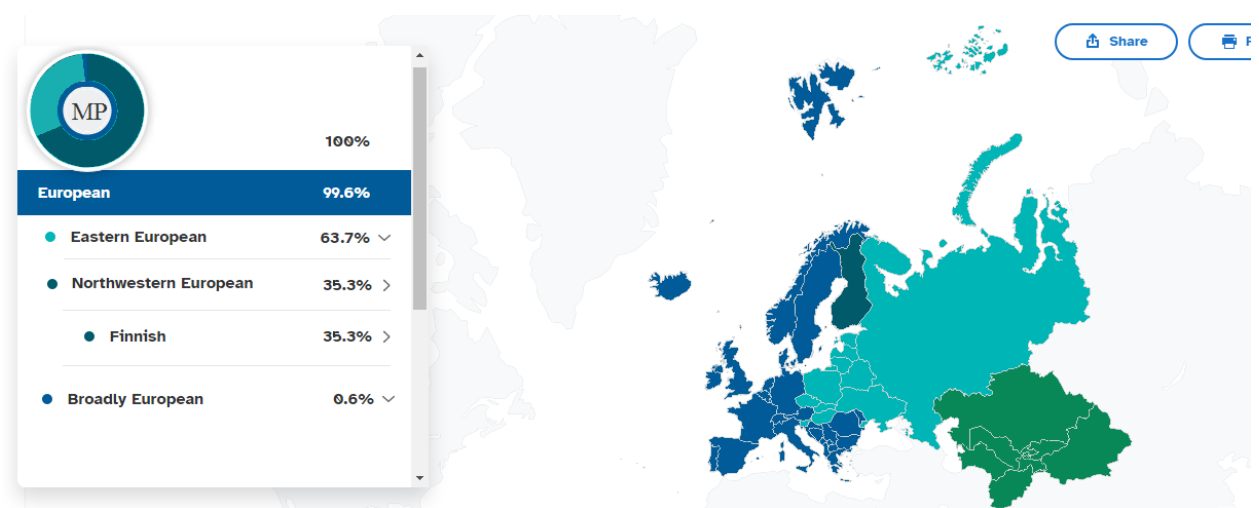 Share
MP
100%
European 99.6%
Eastern European 63.7%
Northwestern European 35.3%
Finnish 35.3%
Broadly European 0.6%